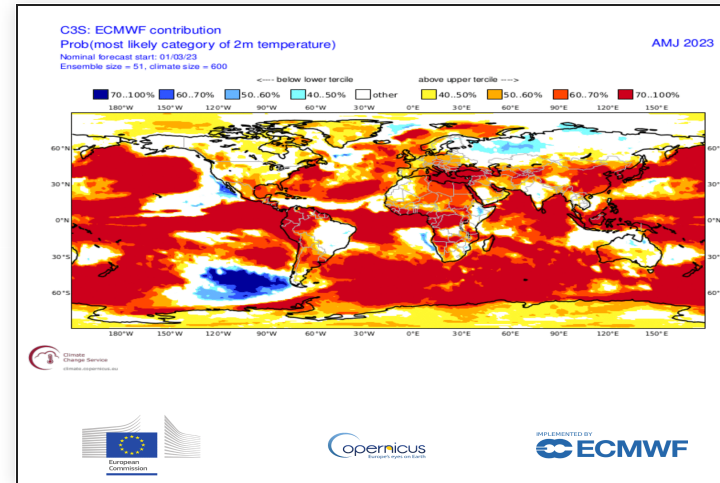 C3S: ECMWF contribution
Prob(most likely category of 2m temperature)
AMJ 2023
Nominal forecast start: 01/03/23
Ensemble size = 51, climate size = 600
<---- below lower tercile
above upper tercile ---->
70..100% 60..70% 50..60% 40..50% other 40..50% 50..60% 60..70% 70..100%
180°W 150°W 120°W 90°W 60°W 30°W 0°E 30°E 60°E 90°E 120°E 150°E
60°N 60°N
30°N 30°N
0°N 0°N
30°S 30°S
60°S 60°S
180°W 150°W 120°W 90°W 60°W 30°W 0°E 30°E 60°E 90°E 120°E 150°E
Climate
Change Service
climate.copernicus.eu
European
Commission
opernicus
Europe's eyes on Earth
IMPLEMENTED BY
ECMWF